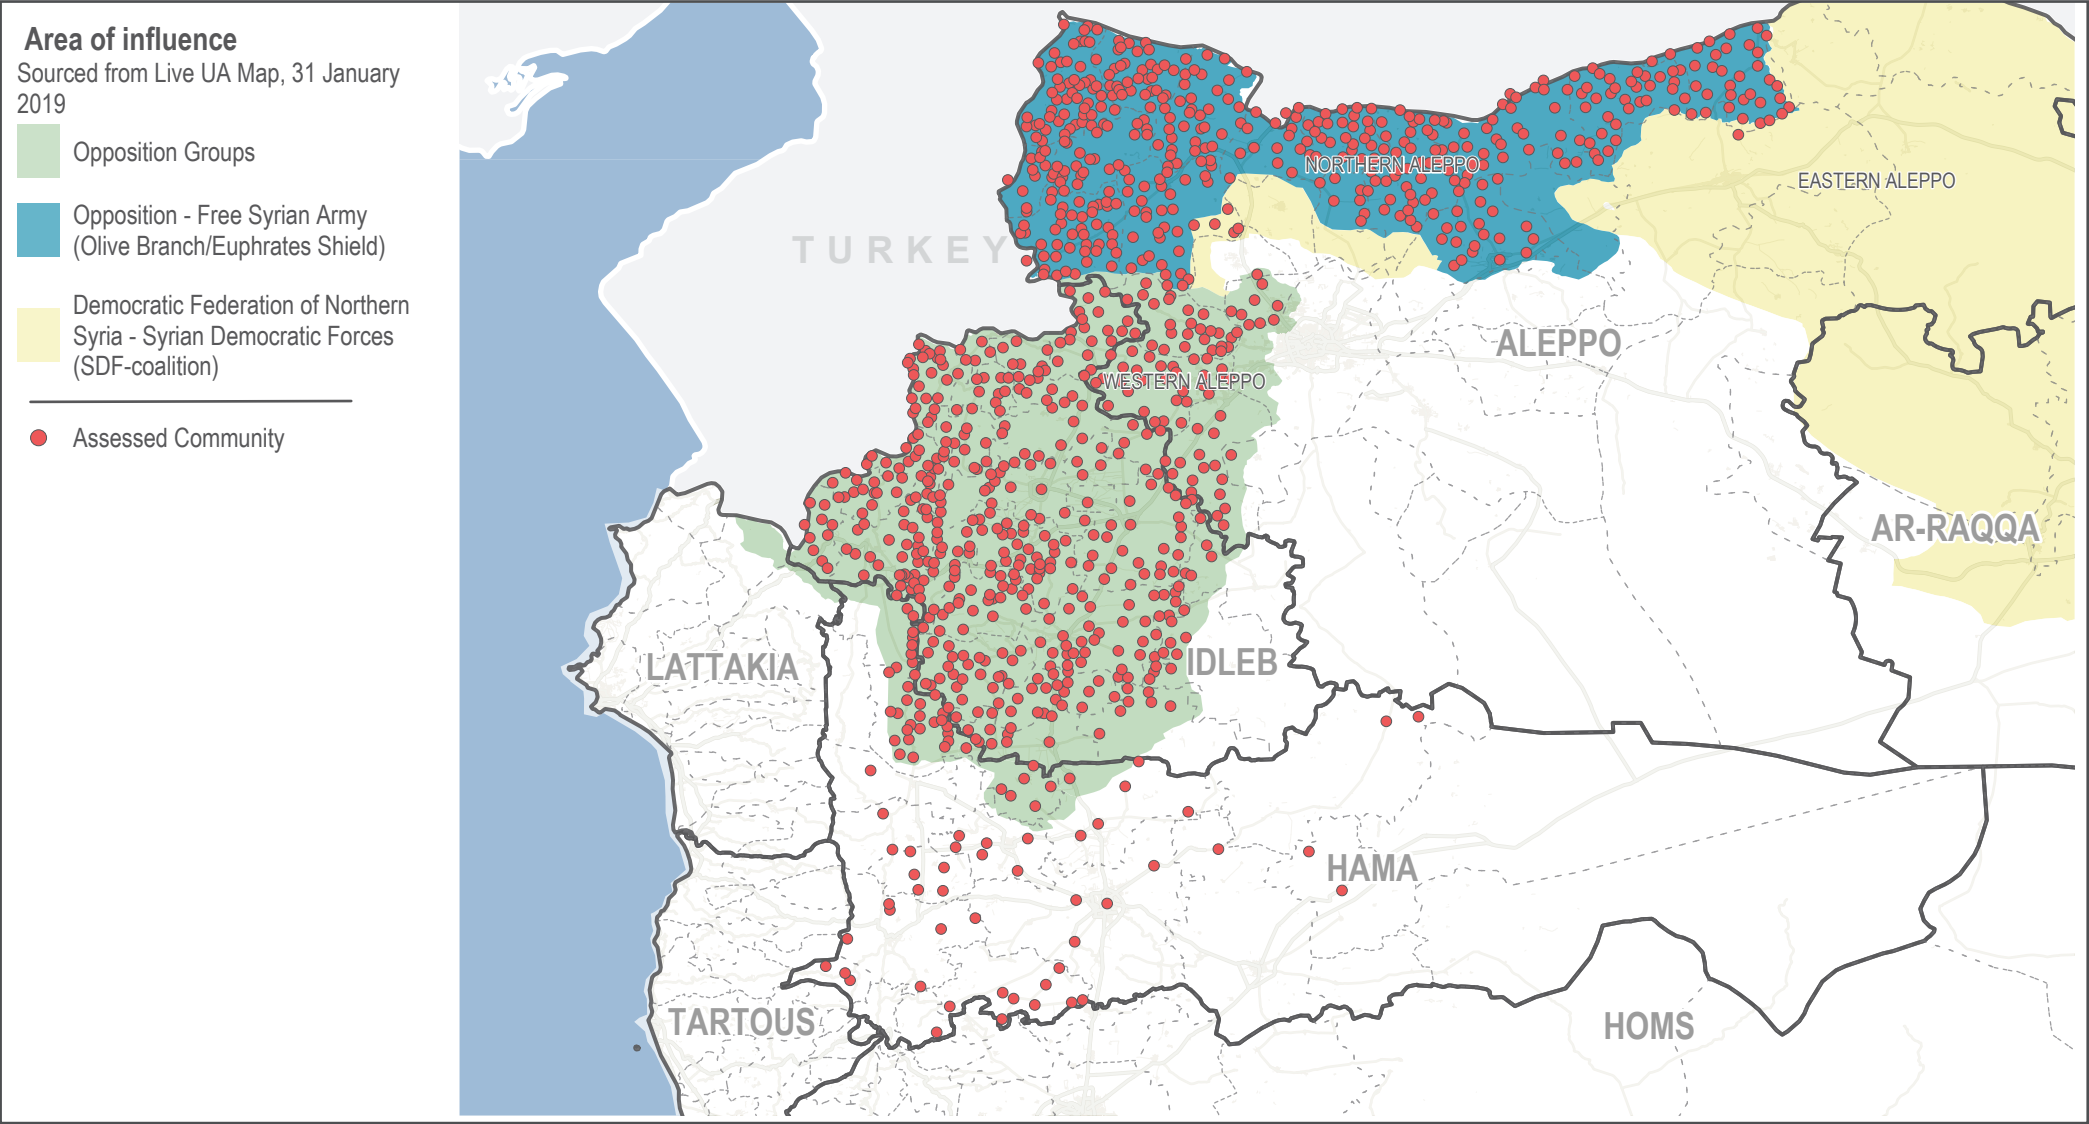 Area of influence
Sourced from Live UA Map, 31 January
2019
Opposition Groups
Opposition - Free Syrian Army
(Olive Branch/Euphrates Shield)
Democratic Federation of Northern
Syria - Syrian Democratic Forces
(SDF-coalition)
Assessed Community
NORTHERN ALEPPO
EASTERN ALEPPO
TURKEY
ALEPPO
WESTERN ALEPPO
AR-RAQQA
LATTAKIA
IDLEB
HAMA
TARTOUS
HOMS